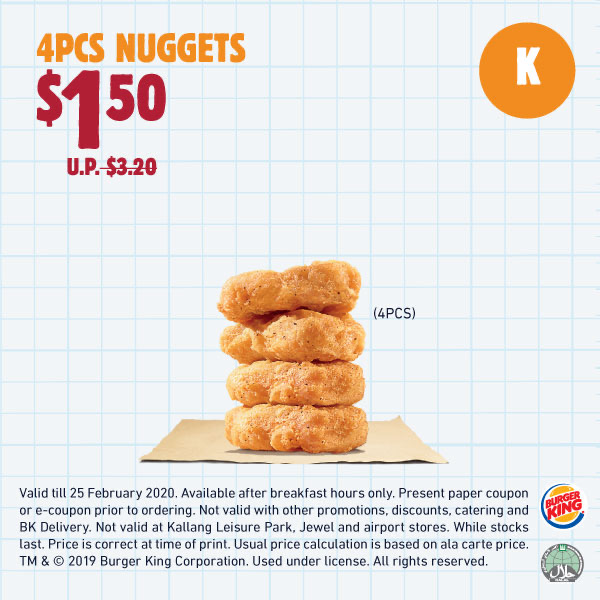 4PCS NUGGETS
K
$1.50
U.P. $3.20
(4PCS)
Valid till 25 February 2020. Available after breakfast hours only. Present paper coupon
or e-coupon prior to ordering. Not valid with other promotions, discounts, catering and
BK Delivery. Not valid at Kallang Leisure Park, Jewel and airport stores. While stocks
last. Price is correct at time of print. Usual price calculation is based on ala carte price.
TM & © 2019 Burger King Corporation. Used under license. All rights reserved.
BURGER
KING